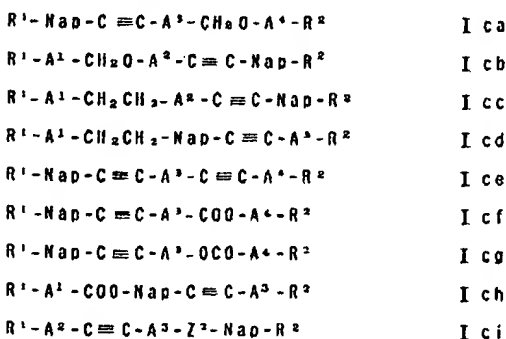 R¹-Nap-C≡C-A³-CH₂O-A⁴-R² I ca
R¹-A¹-CH₂O-A²-C≡C-Nap-R² I cb
R¹-A¹-CH₂CH₂-A²-C≡C-Nap-R² I cc
R¹-A¹-CH₂CH₂-Nap-C≡C-A³-R² I cd
R¹-Nap-C≡C-A³-C≡C-A⁴-R² I ce
R¹-Nap-C≡C-A³-COO-A⁴-R² I cf
R¹-Nap-C≡C-A³-OCO-A⁴-R² I cg
R¹-A¹-COO-Nap-C≡C-A³-R² I ch
R¹-A²-C≡C-A³-Z²-Nap-R² I ci